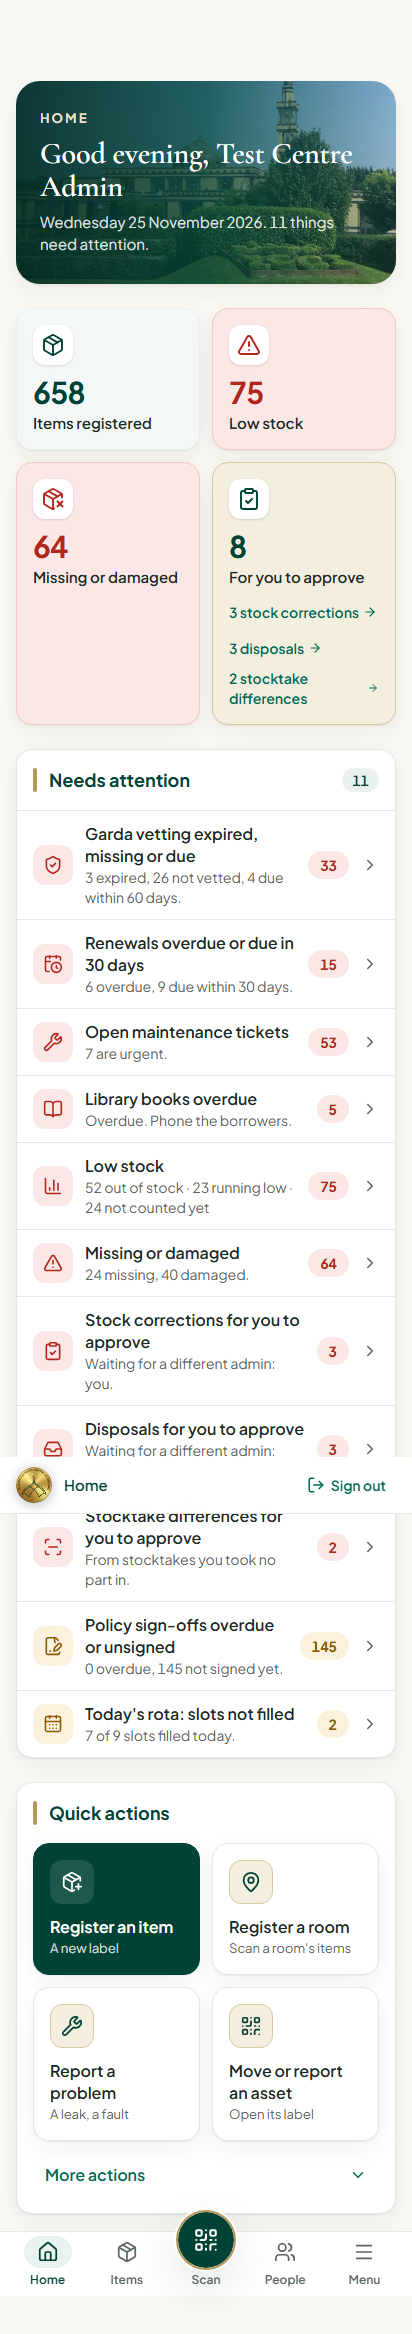 HOME
Good evening, Test Centre
Admin
Wednesday 25 November 2026. 11 things
need attention.
658
Items registered
75
Low stock
64
Missing or damaged
8
For you to approve
3 stock corrections →
3 disposals →
2 stocktake
differences →
Needs attention
11
Garda vetting expired,
missing or due
3 expired, 26 not vetted, 4 due
within 60 days.
33
Renewals overdue or due in
30 days
6 overdue, 9 due within 30 days.
15
Open maintenance tickets
7 are urgent.
53
Library books overdue
Overdue. Phone the borrowers.
5
Low stock
52 out of stock · 23 running low ·
24 not counted yet
75
Missing or damaged
24 missing, 40 damaged.
64
Stock corrections for you to
approve
Waiting for a different admin:
you.
3
Disposals for you to approve
Waiting for a different admin:
3
Home
Sign out
Stocktake differences for
you to approve
From stocktakes you took no
part in.
2
Policy sign-offs overdue
or unsigned
0 overdue, 145 not signed yet.
145
Today's rota: slots not filled
7 of 9 slots filled today.
2
Quick actions
Register an item
A new label
Register a room
Scan a room's items
Report a
problem
A leak, a fault
Move or report
an asset
Open its label
More actions
Home
Items
Scan
People
Menu